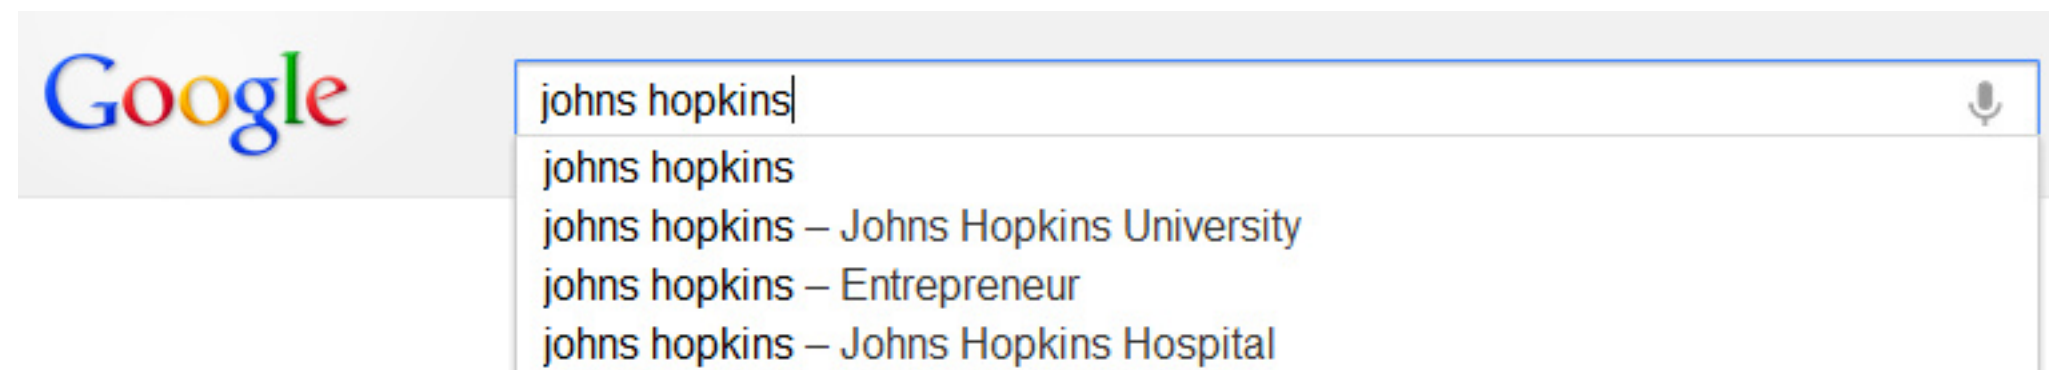 Google
johns hopkins
johns hopkins
johns hopkins – Johns Hopkins University
johns hopkins – Entrepreneur
johns hopkins – Johns Hopkins Hospital